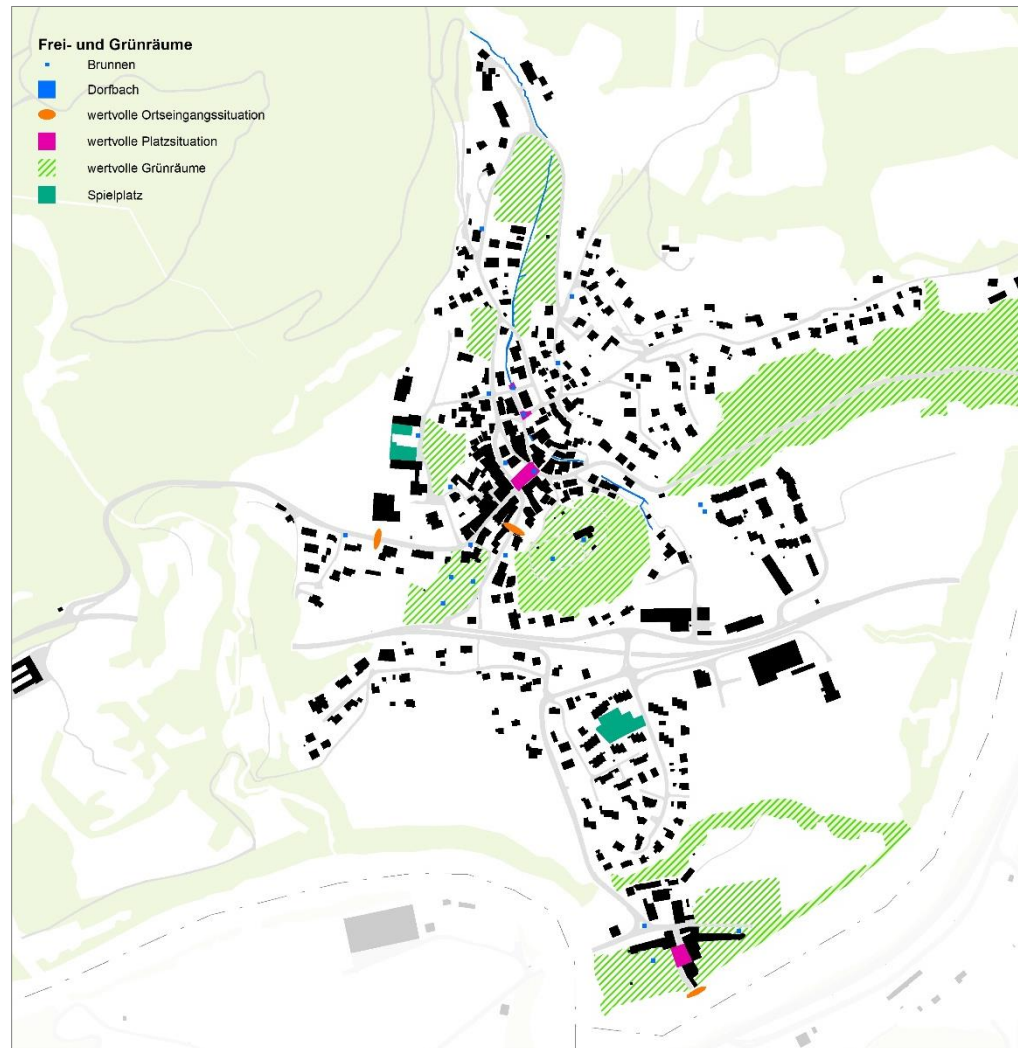 Frei- und Grünräume
Brunnen
Dorfbach
wertvolle Ortseingangssituation
wertvolle Platzsituation
wertvolle Grünräume
Spielplatz